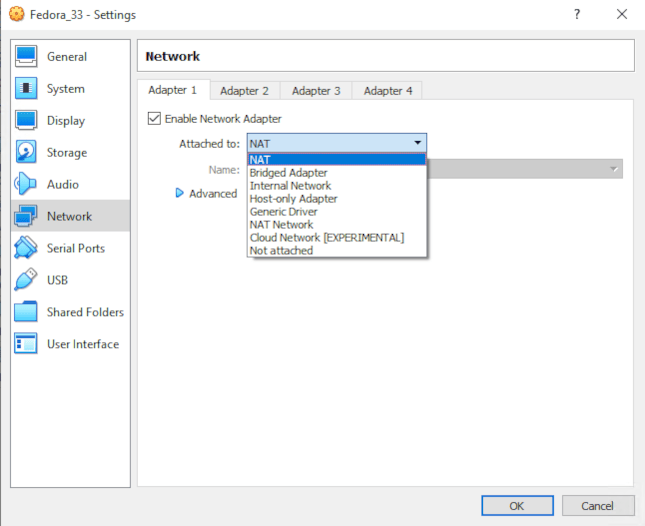 Fedora_33 - Settings
?
General
System
Display
Storage
Audio
Network
Serial Ports
USB
Shared Folders
User Interface
Network
Adapter 1 Adapter 2 Adapter 3 Adapter 4
Enable Network Adapter
Attached to: NAT
NAT
Bridged Adapter
Internal Network
Host-only Adapter
Generic Driver
NAT Network
Cloud Network [EXPERIMENTAL]
Not attached
Name:
Advanced
OK Cancel